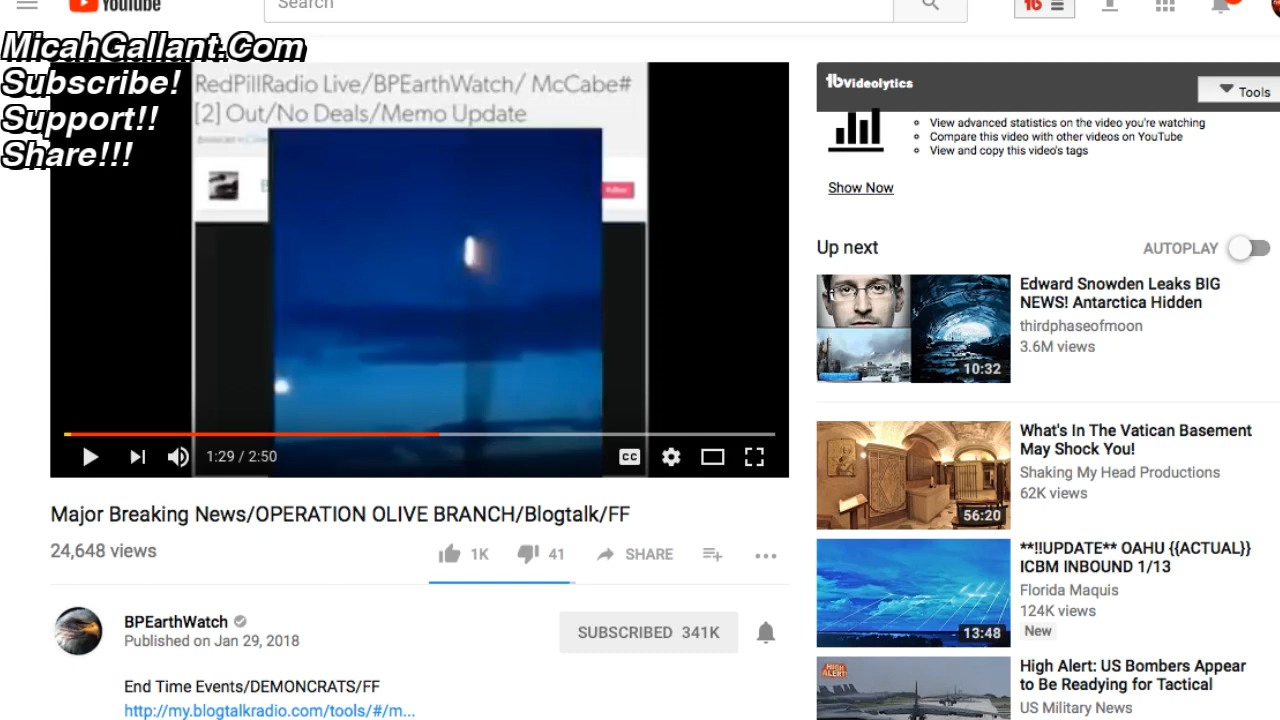 YouTube
Search
MicahGallant.Com
Subscribe!
Support!!
Share!!!
RedPillRadio Live/BPEarthWatch/ McCabe#
[2] Out/No Deals/Memo Update
Follow
1:29 / 2:50
CC
Major Breaking News/OPERATION OLIVE BRANCH/Blogtalk/FF
24,648 views
1K
41
SHARE
BPEarthWatch
Published on Jan 29, 2018
SUBSCRIBED 341K
End Time Events/DEMONCRATS/FF
http://my.blogtalkradio.com/tools/#/m...
Videolytics
Tools
View advanced statistics on the video you're watching
Compare this video with other videos on YouTube
View and copy this video's tags
Show Now
Up next
AUTOPLAY
Edward Snowden Leaks BIG
NEWS! Antarctica Hidden
thirdphaseofmoon
3.6M views
10:32
What's In The Vatican Basement
May Shock You!
Shaking My Head Productions
62K views
56:20
**!!UPDATE** OAHU {{ACTUAL}}
ICBM INBOUND 1/13
Florida Maquis
124K views
New
13:48
High Alert: US Bombers Appear
to Be Readying for Tactical
US Military News
HIGH
ALERT!